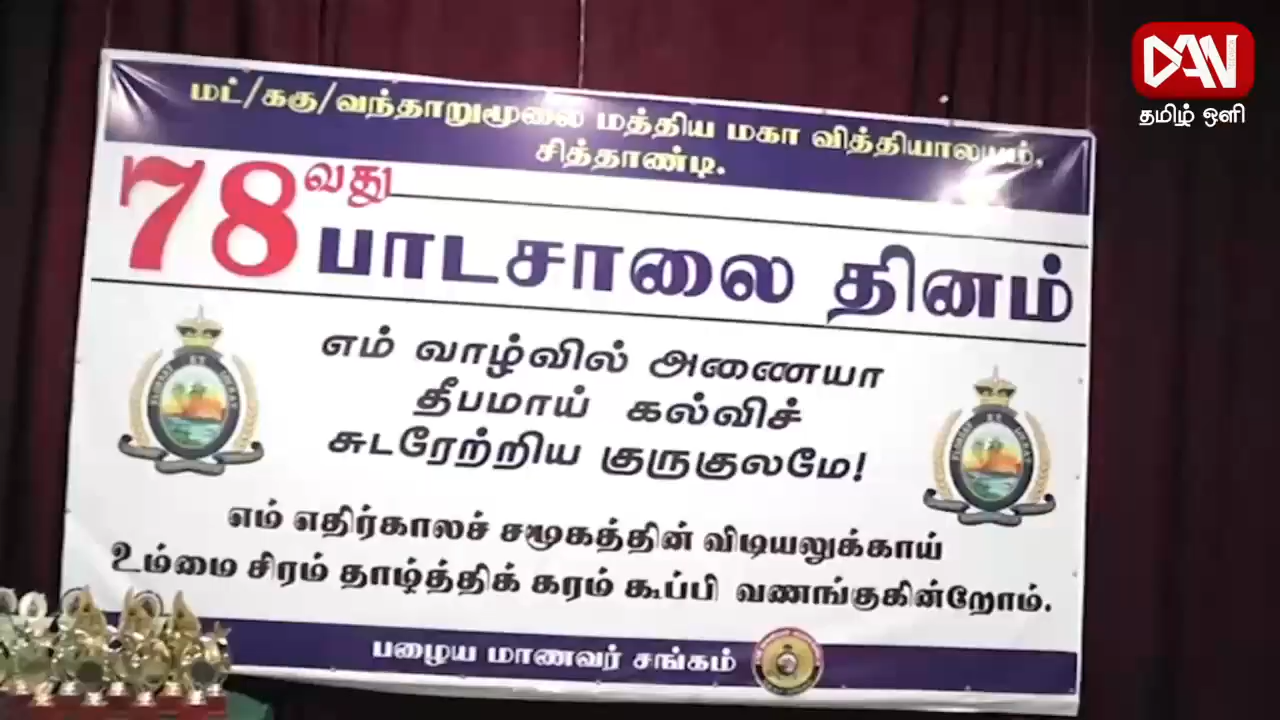 மட்/ககு/வந்தாறுமூலை மத்திய மகா வித்தியாலயம்,
சித்தாண்டி.
78வது
பாடசாலை தினம்
எம் வாழ்வில் அணையா
தீபமாய் கல்விச்
சுடரேற்றிய குருகுலமே!
எம் எதிர்காலச் சமூகத்தின் விடியலுக்காய்
உம்மை சிரம் தாழ்த்திக் கரம் கூப்பி வணங்குகின்றோம்.
பழைய மாணவர் சங்கம்
DAN
தமிழ் ஒளி